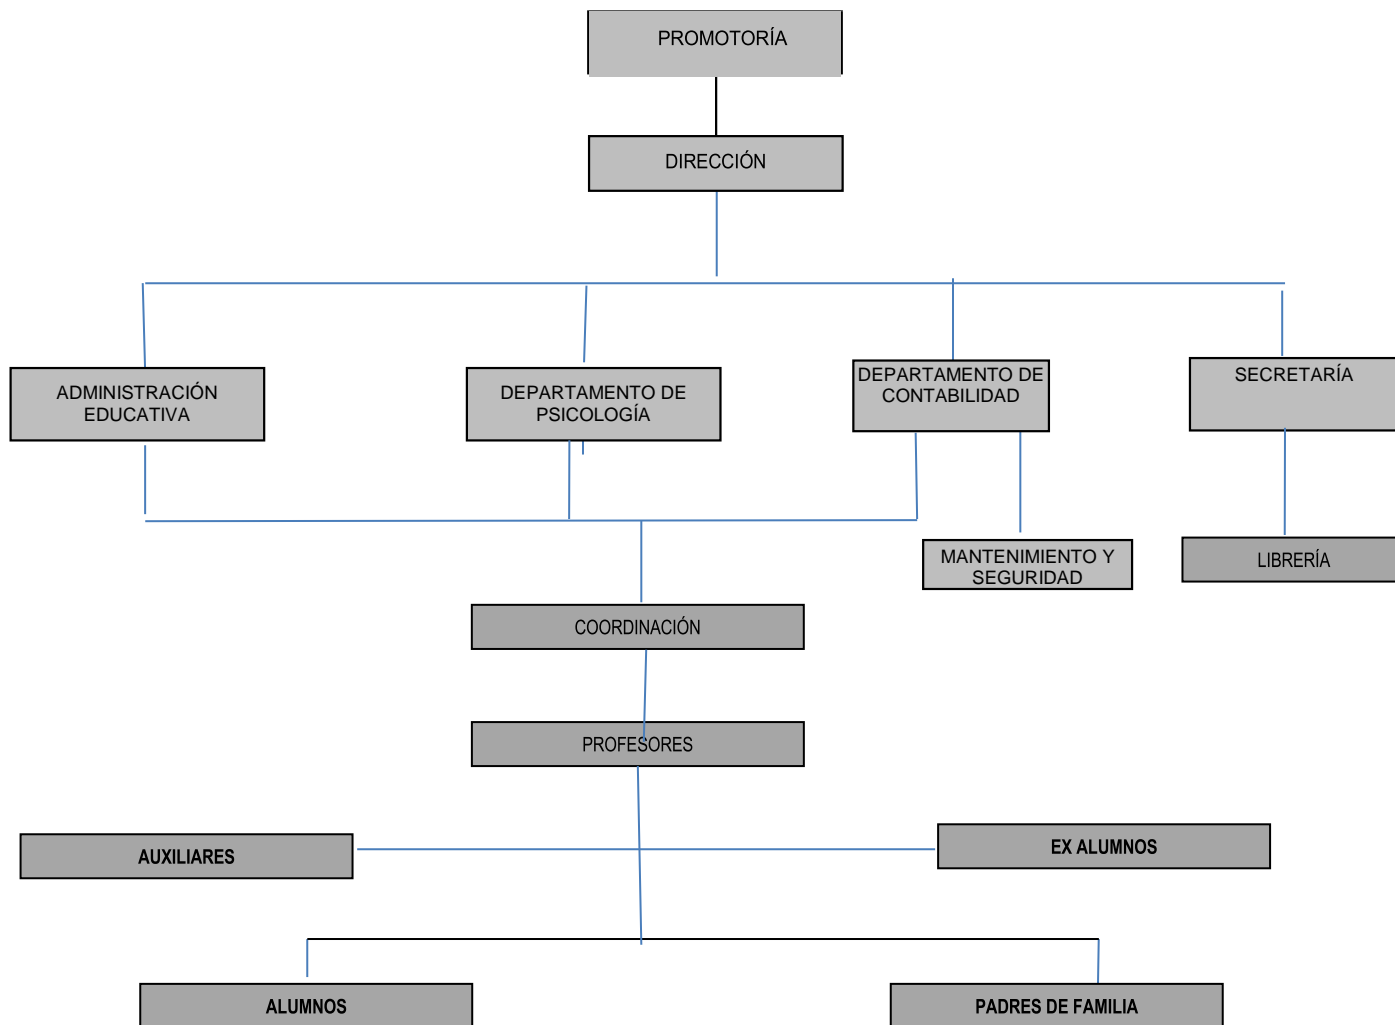 PROMOTORÍA
DIRECCIÓN
ADMINISTRACIÓN
EDUCATIVA
DEPARTAMENTO DE
PSICOLOGÍA
DEPARTAMENTO DE
CONTABILIDAD
SECRETARÍA
MANTENIMIENTO Y
SEGURIDAD
LIBRERÍA
COORDINACIÓN
PROFESORES
AUXILIARES
EX ALUMNOS
ALUMNOS
PADRES DE FAMILIA